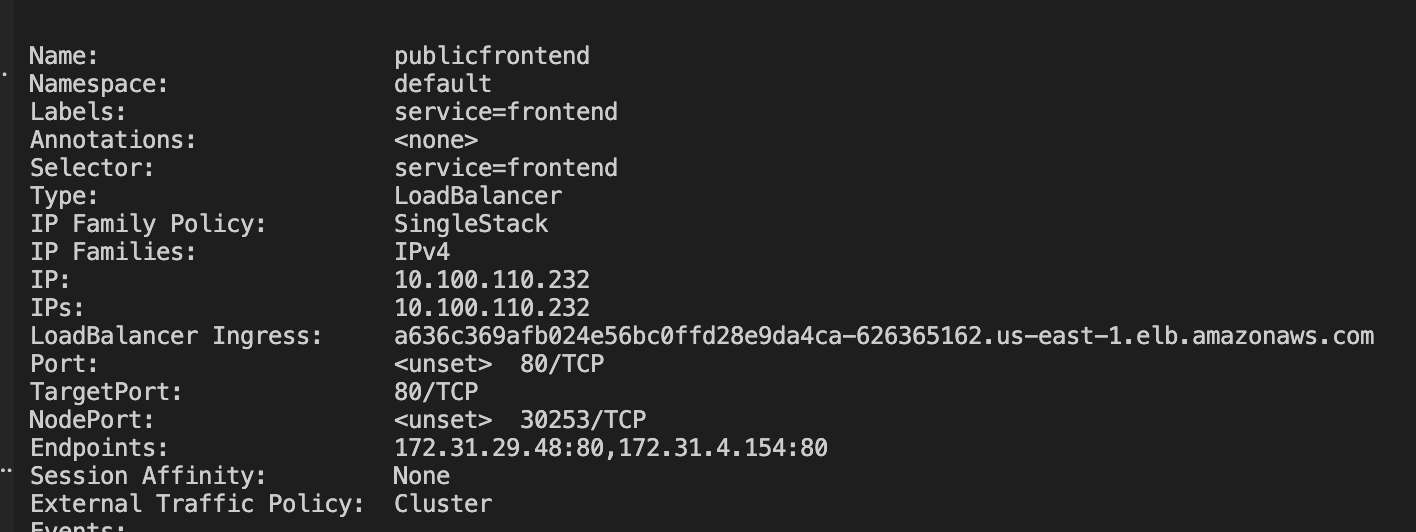 Name: publicfrontend
Namespace: default
Labels: service=frontend
Annotations: <none>
Selector: service=frontend
Type: LoadBalancer
IP Family Policy: SingleStack
IP Families: IPv4
IP: 10.100.110.232
IPs: 10.100.110.232
LoadBalancer Ingress: a636c369afb024e56bc0ffd28e9da4ca-626365162.us-east-1.elb.amazonaws.com
Port: <unset> 80/TCP
TargetPort: 80/TCP
NodePort: <unset> 30253/TCP
Endpoints: 172.31.29.48:80,172.31.4.154:80
Session Affinity: None
External Traffic Policy: Cluster
Events: